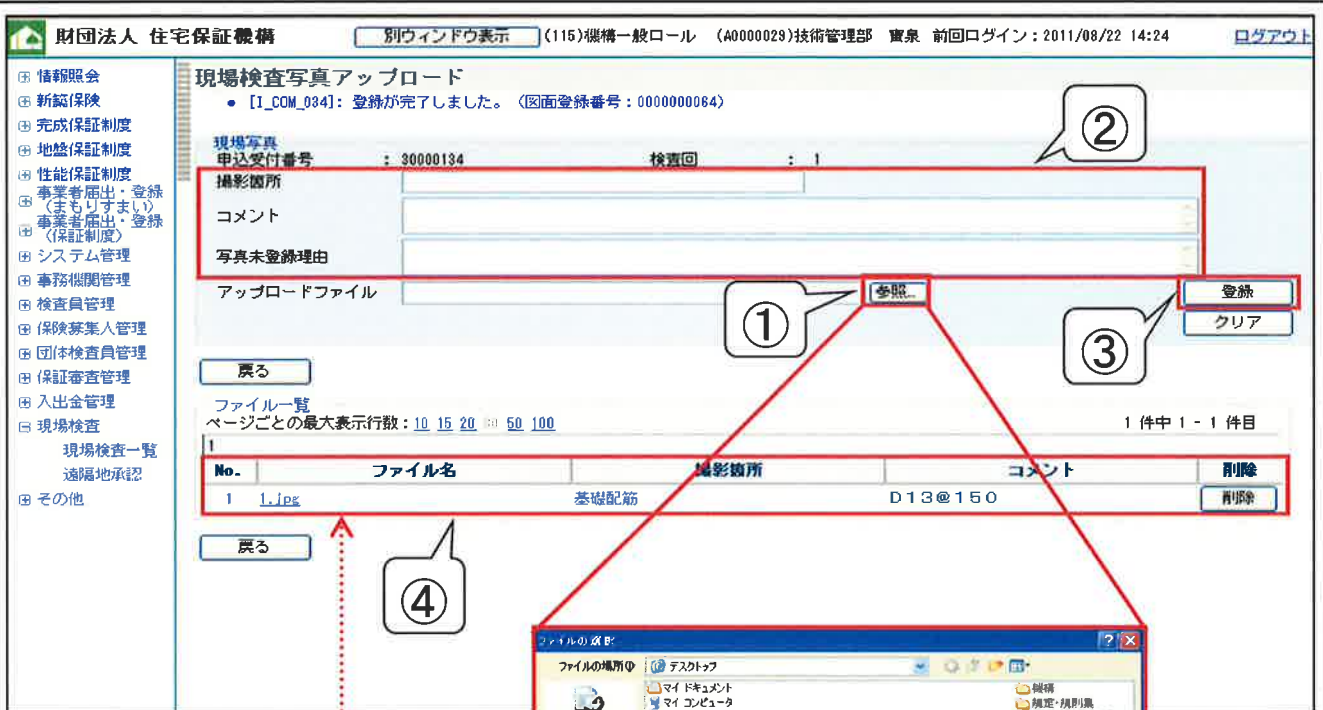 財団法人 住宅保証機構 別ウィンドウ表示 (115)機構一般ロール (A0000029)技術管理部 寳泉 前回ログイン:2011/08/22 14:24 ログアウト
情報照会
新築保険
完成保証制度
地盤保証制度
性能保証制度
事業者届出・登録
(まもりすまい)
事業者届出・登録
(保証制度)
システム管理
事務機関管理
検査員管理
保険募集人管理
団体検査員管理
保証審査管理
入出金管理
現場検査
現場検査一覧
遠隔地承認
その他
現場検査写真アップロード
• [I_COM_034]: 登録が完了しました。(図面登録番号:0000000064)
②
現場写真
申込受付番号 : 30000134 検査回 : 1
撮影箇所
コメント
写真未登録理由
アップロードファイル 参照... 登録
クリア
①
③
戻る
ファイル一覧
ページごとの最大表示行数:10 15 20 30 50 100 1 件中 1 - 1 件目
1
No. ファイル名 撮影箇所 コメント 削除
1 1.jpg 基礎配筋 D13@150 削除
戻る
④
ファイルの選択
ファイルの場所(I) デスクトップ
マイ ドキュメント 機構
マイ コンピュータ 規定・規則集